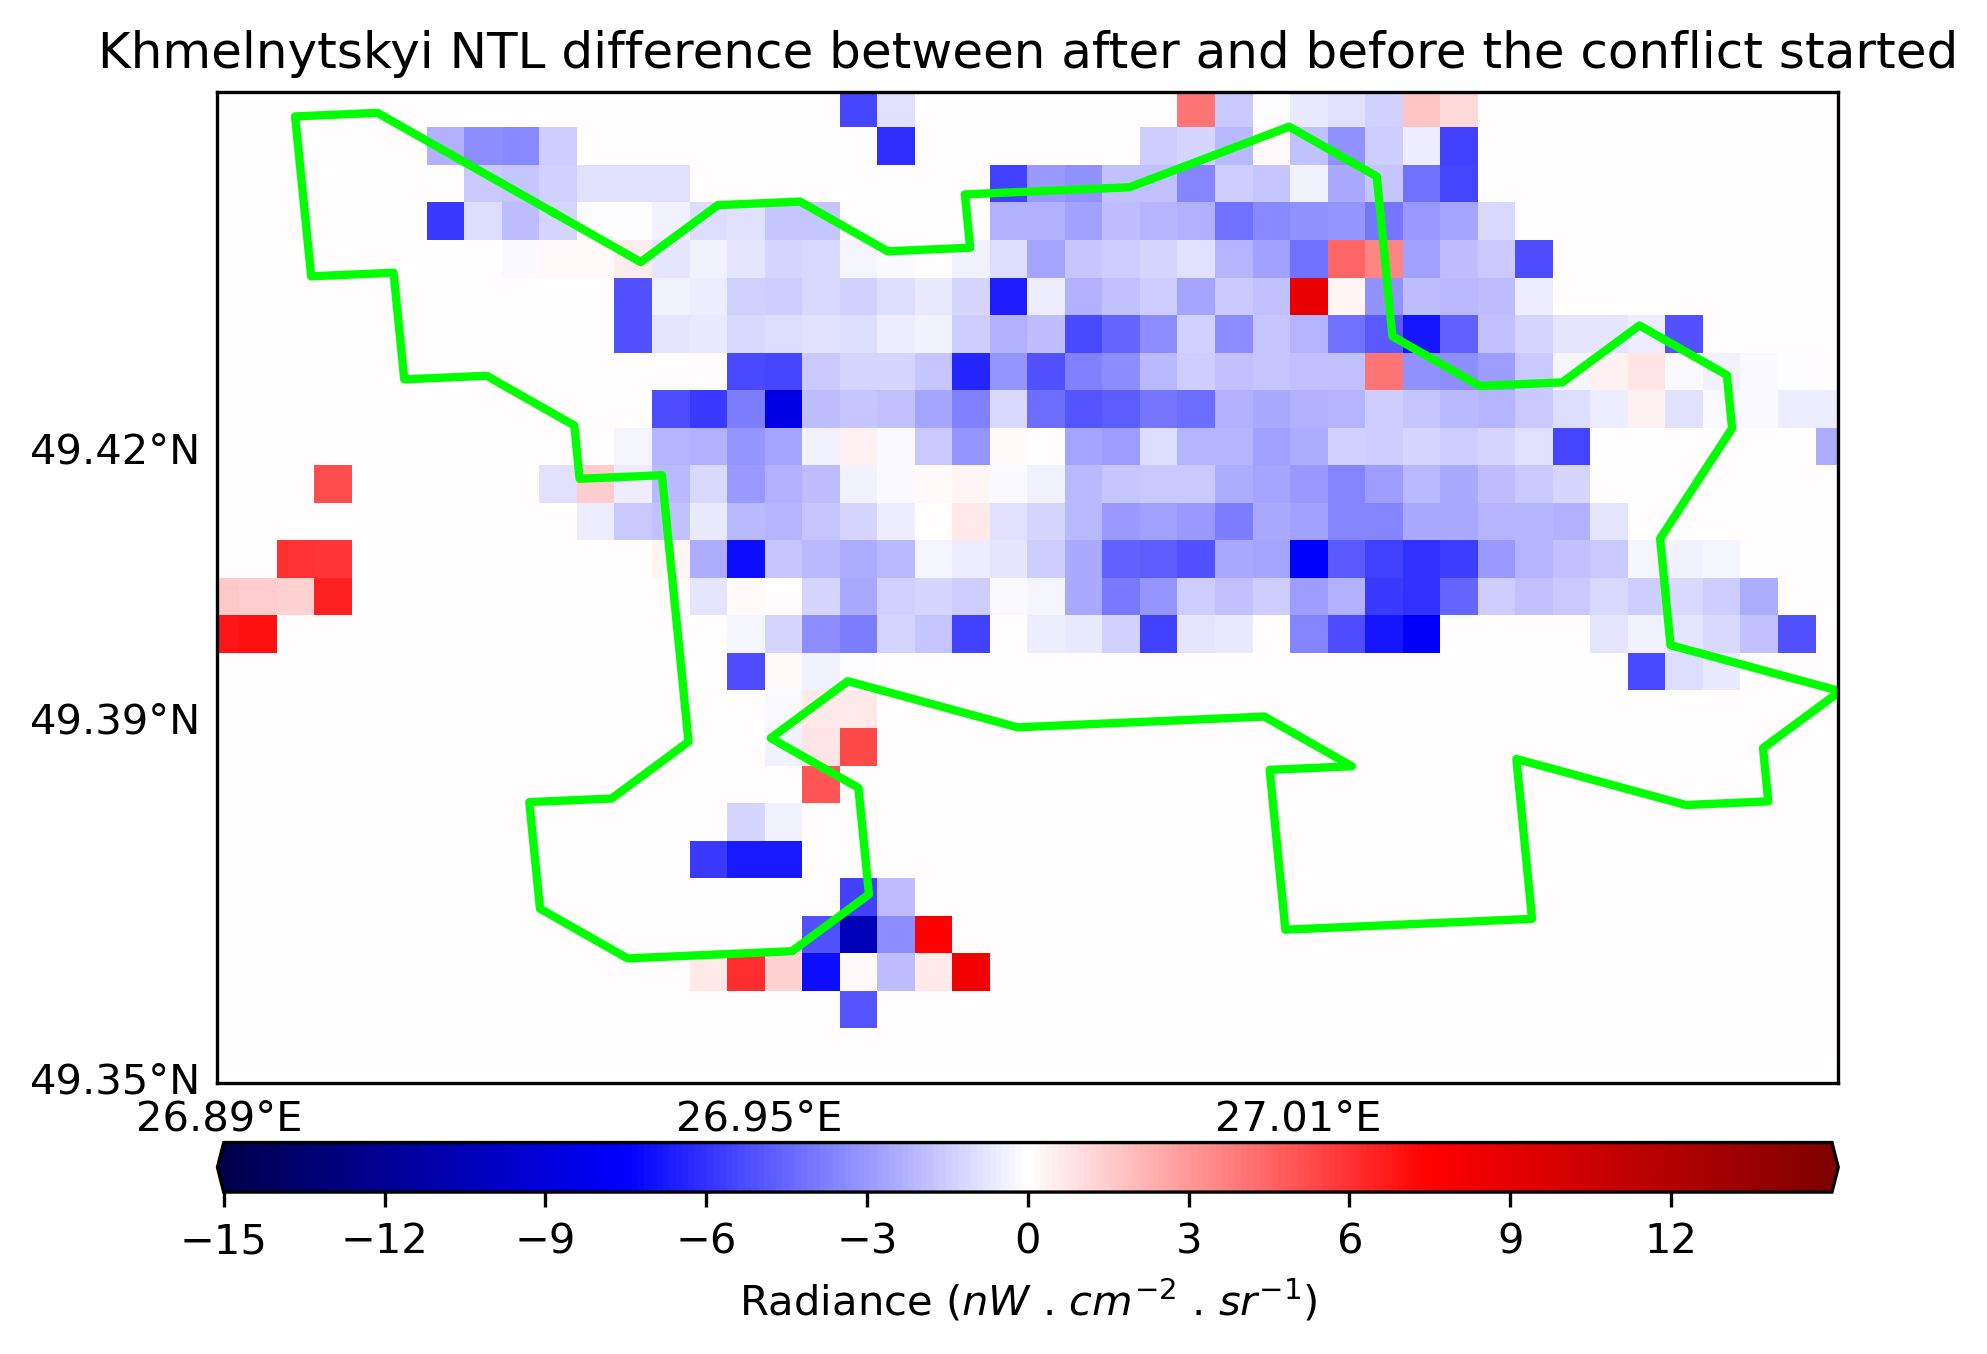 Khmelnytskyi NTL difference between after and before the conflict started
49.42°N
49.39°N
49.35°N
26.89°E 26.95°E 27.01°E
−15 −12 −9 −6 −3 0 3 6 9 12
Radiance (nW . cm⁻² . sr⁻¹)